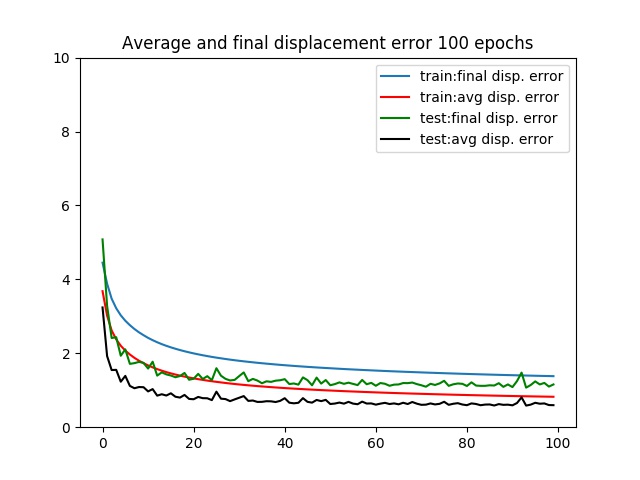 Average and final displacement error 100 epochs
10
8
6
4
2
0
train:final disp. error
train:avg disp. error
test:final disp. error
test:avg disp. error
0 20 40 60 80 100